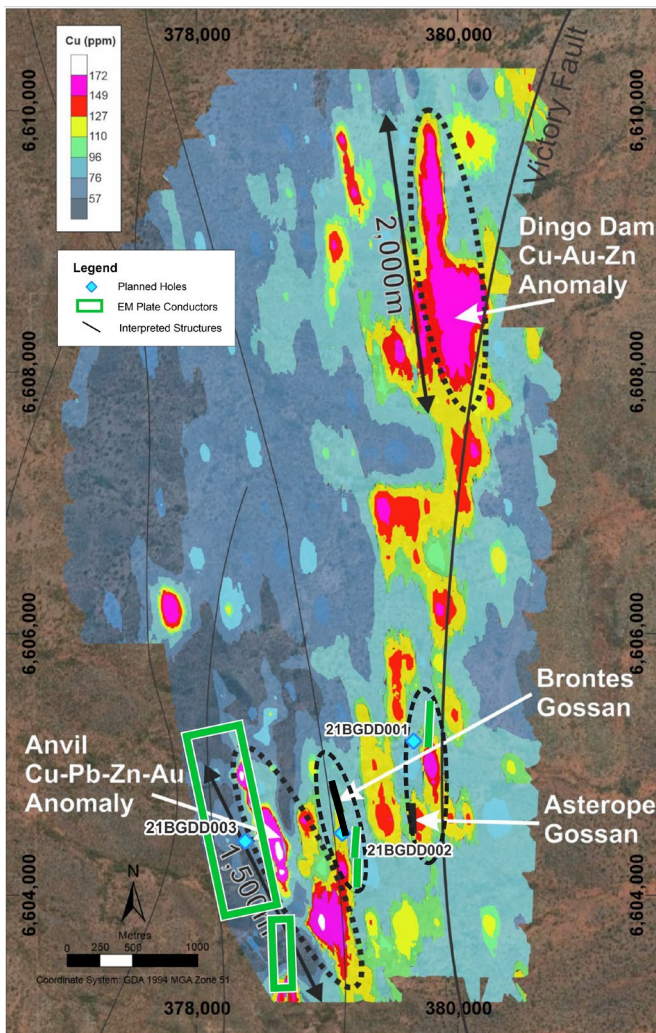 378,000
380,000
Cu (ppm)
172
149
127
110
96
76
57
6,610,000
6,610,000
Victory Fault
2,000m
Dingo Dam
Cu-Au-Zn
Anomaly
Legend
Planned Holes
EM Plate Conductors
Interpreted Structures
6,608,000
6,608,000
6,606,000
6,606,000
Brontes
Gossan
21BGDD001
Anvil
Cu-Pb-Zn-Au
Anomaly
Asterope
Gossan
21BGDD003
21BGDD002
1,500m
6,604,000
6,604,000
N
Metres
0 250 500 1000
Coordinate System: GDA 1994 MGA Zone 51
378,000
380,000